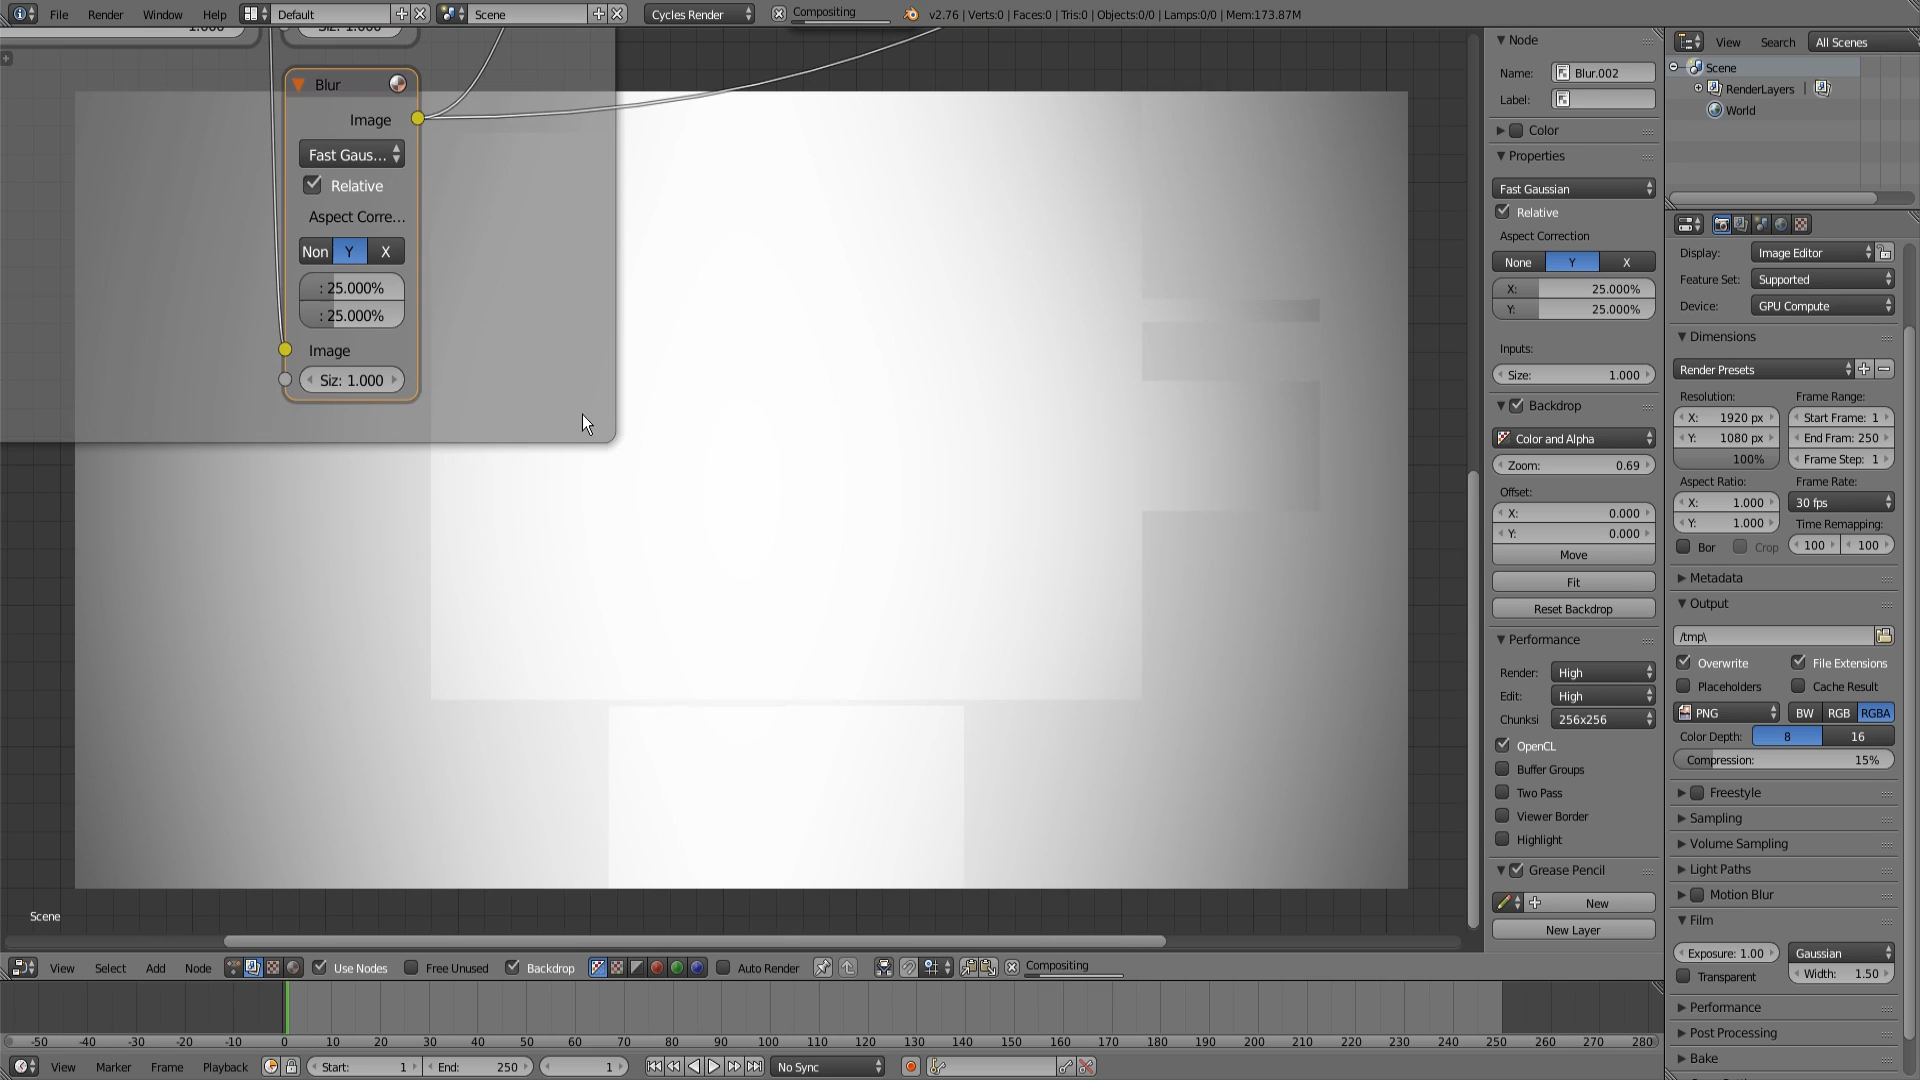 File Render Window Help Default Scene Cycles Render Compositing v2.76 | Verts:0 | Faces:0 | Tris:0 | Objects:0/0 | Lamps:0/0 | Mem:173.87M
1.000 Siz: 1.000
Blur
Image
Fast Gaus...
Relative
Aspect Corre...
Non Y X
: 25.000%
: 25.000%
Image
Siz: 1.000
Scene
Node
Name: Blur.002
Label:
Color
Properties
Fast Gaussian
Relative
Aspect Correction
None Y X
X: 25.000%
Y: 25.000%
Inputs:
Size: 1.000
Backdrop
Color and Alpha
Zoom: 0.69
Offset:
X: 0.000
Y: 0.000
Move
Fit
Reset Backdrop
Performance
Render: High
Edit: High
Chunksi 256x256
OpenCL
Buffer Groups
Two Pass
Viewer Border
Highlight
Grease Pencil
New
New Layer
View Search All Scenes
Scene
RenderLayers |
World
Display: Image Editor
Feature Set: Supported
Device: GPU Compute
Dimensions
Render Presets
Resolution: Frame Range:
X: 1920 px Start Frame: 1
Y: 1080 px End Fram: 250
100% Frame Step: 1
Aspect Ratio: Frame Rate:
X: 1.000 30 fps
Y: 1.000 Time Remapping:
Bor Crop 100 100
Metadata
Output
/tmp\
Overwrite File Extensions
Placeholders Cache Result
PNG BW RGB RGBA
Color Depth: 8 16
Compression: 15%
Freestyle
Sampling
Volume Sampling
Light Paths
Motion Blur
Film
Exposure: 1.00 Gaussian
Transparent Width: 1.50
Performance
Post Processing
Bake
View Select Add Node Use Nodes Free Unused Backdrop Auto Render Compositing
-50 -40 -30 -20 -10 0 10 20 30 40 50 60 70 80 90 100 110 120 130 140 150 160 170 180 190 200 210 220 230 240 250 260 270 280
View Marker Frame Playback Start: 1 End: 250 1 No Sync